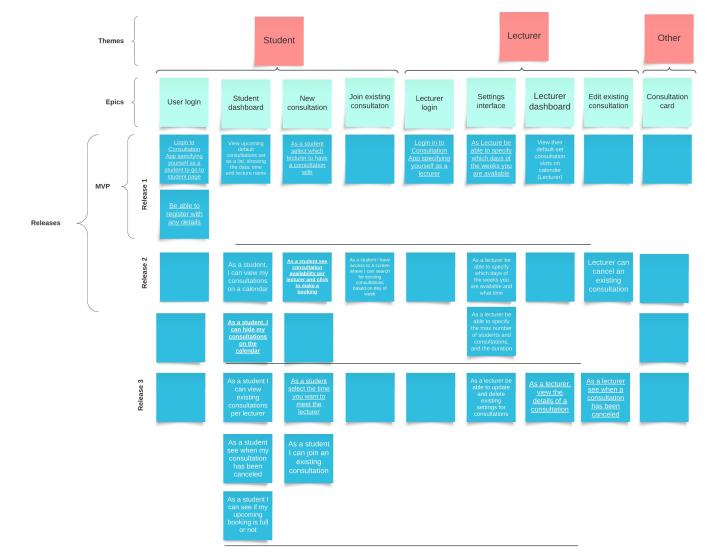 Themes
Student
Lecturer
Other
Epics
User login
Student
dashboard
New
consultation
Join existing
consultaton
Lecturer
login
Settings
interface
Lecturer
dashboard
Edit existing
consultation
Consultation
card
Releases
MVP
Release 1
Login to
Consultation
App specifying
yourself as a
student to go to
student page
View upcoming
default
consultations set
as a list, showing
the data, time
and lecture name
As a student
select which
lecturer to have
a consultation
with
Login in to
Consultation
App specifying
yourself as a
lecturer
As Lecture be
able to specify
which days of
the weeks you
are avaliable
View their
default-set
consultation
slots on
calender
(Lecturer)
Be able to
register with
any details
Release 2
As a student,
I can view my
consultations
on a calendar
As a student see
consultation
availability per
lecturer and click
to make a
booking
As a student I have
access to a screen
where I can search
for existing
consultations
based on day of
week
As a lecturer be
able to specify
which days of
the weeks you
are available and
what time
Lecturer can
cancel an
existing
consultation
As a student, I
can hide my
consultations
on the
calendar
As a lecturer be
able to specify
the max number
of students and
consultations,
and the duration
Release 3
As a student I
can view
existing
consultations
per lecturer
As a student
select the time
you want to
meet the
lecturer
As a lecturer be
able to update
and delete
existing
settings for
consultations
As a lecturer,
view the
details of a
consultation
As a lecturer
see when a
consultation
has been
canceled
As a student
see when my
consultation
has been
canceled
As a student
I can join an
existing
consultation
As a student I
can see if my
upcoming
booking is full
or not